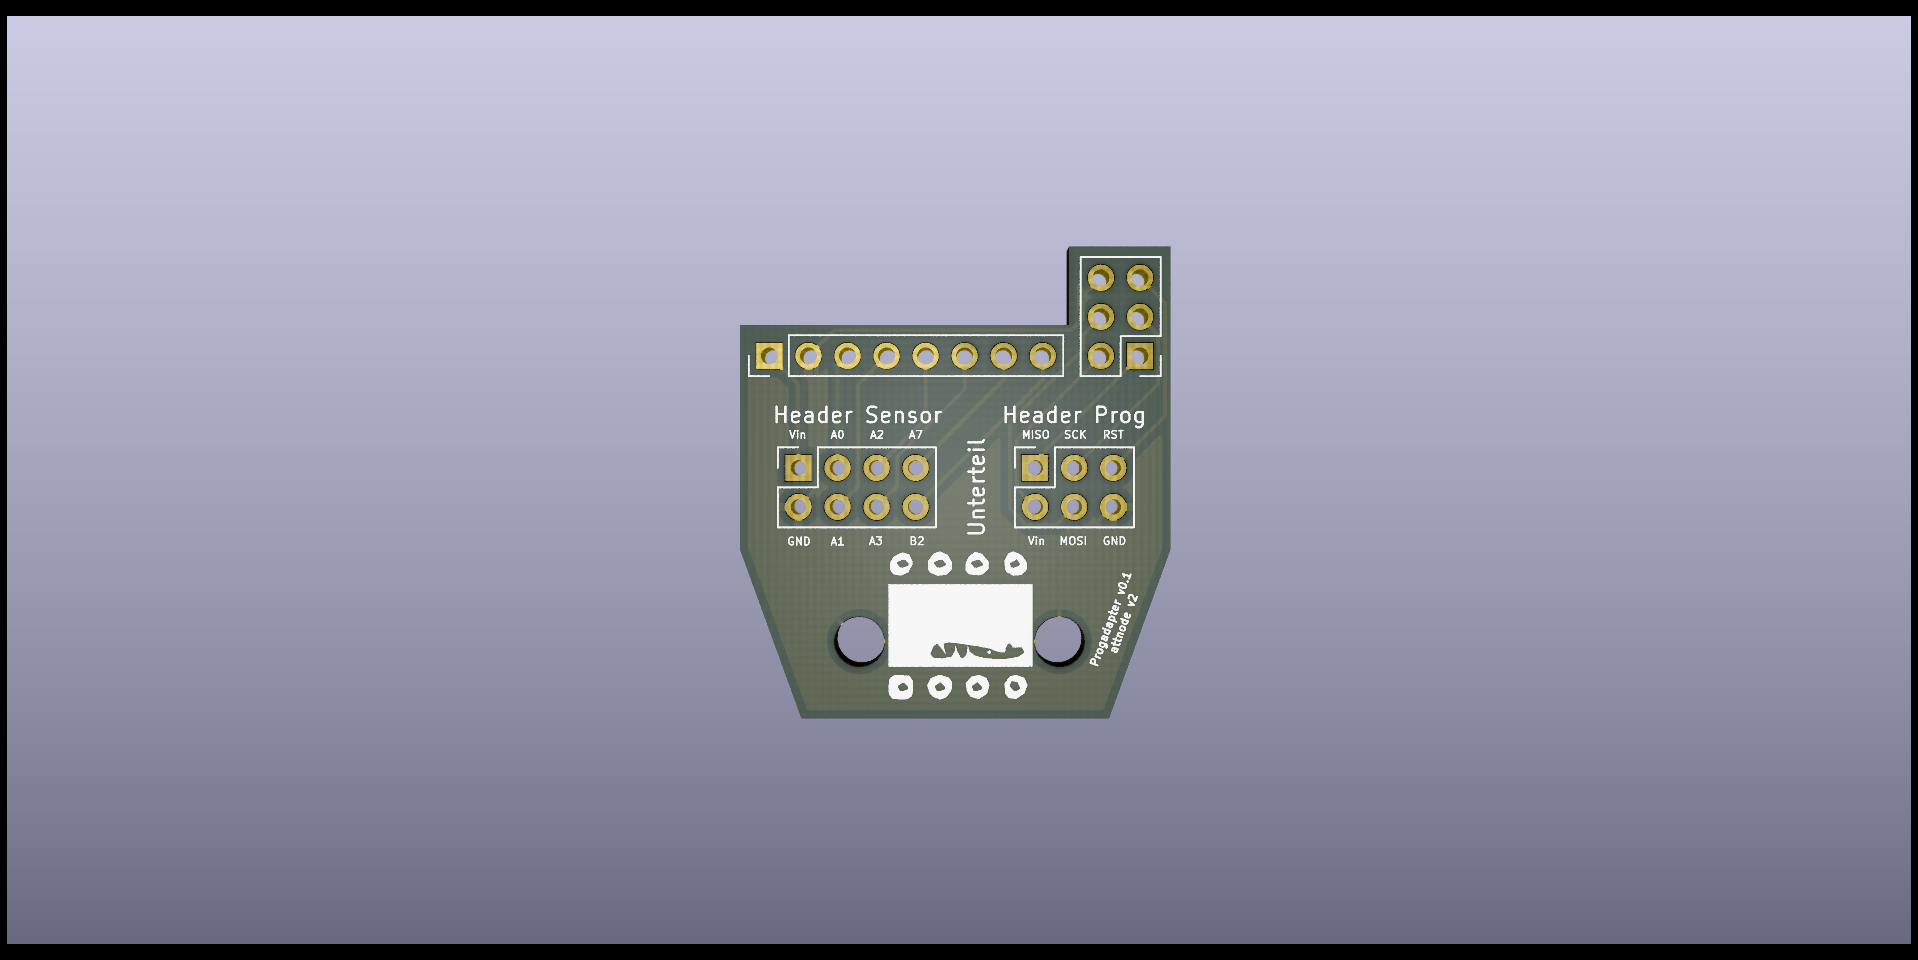 Header Sensor
Vin A0 A2 A7
GND A1 A3 B2
Unterteil
Header Prog
MISO SCK RST
Vin MOSI GND
Progadapter v0.1
attnode v2